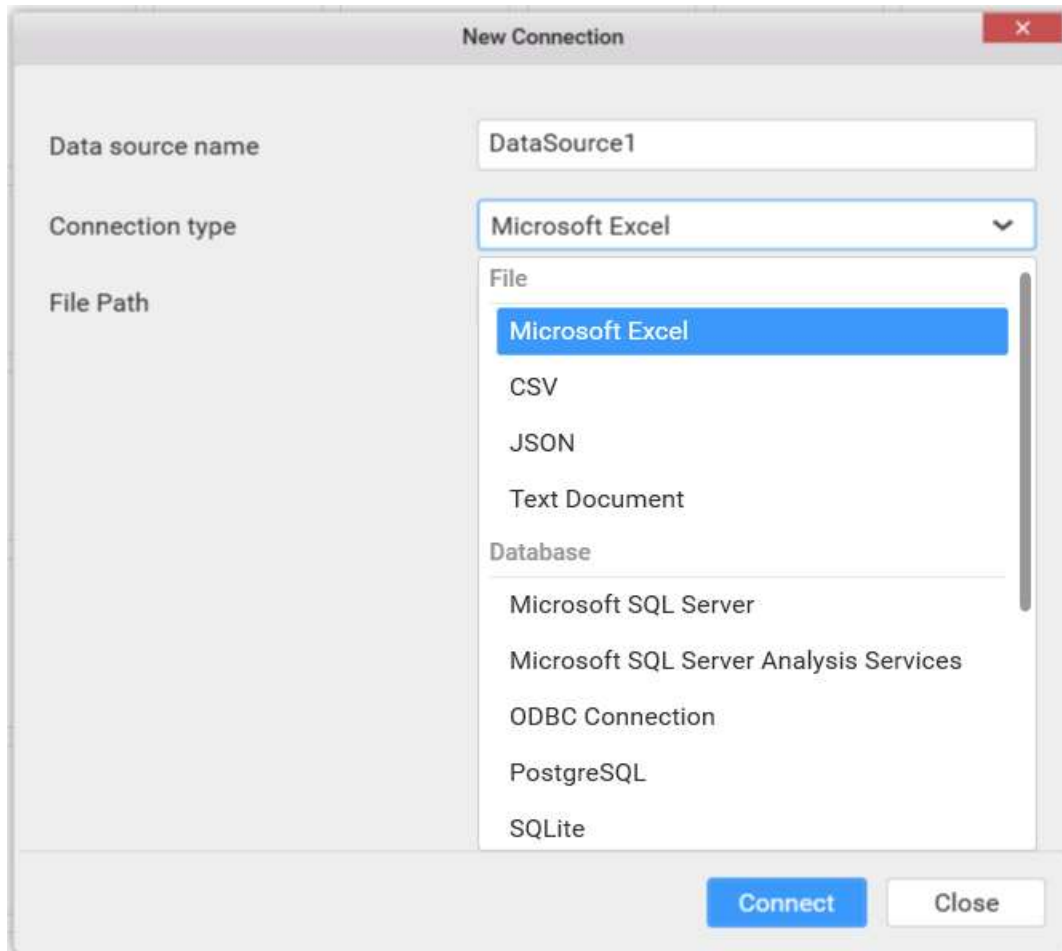 New Connection
Data source name
DataSource1
Connection type
Microsoft Excel
File Path
File
Microsoft Excel
CSV
JSON
Text Document
Database
Microsoft SQL Server
Microsoft SQL Server Analysis Services
ODBC Connection
PostgreSQL
SQLite
Connect
Close